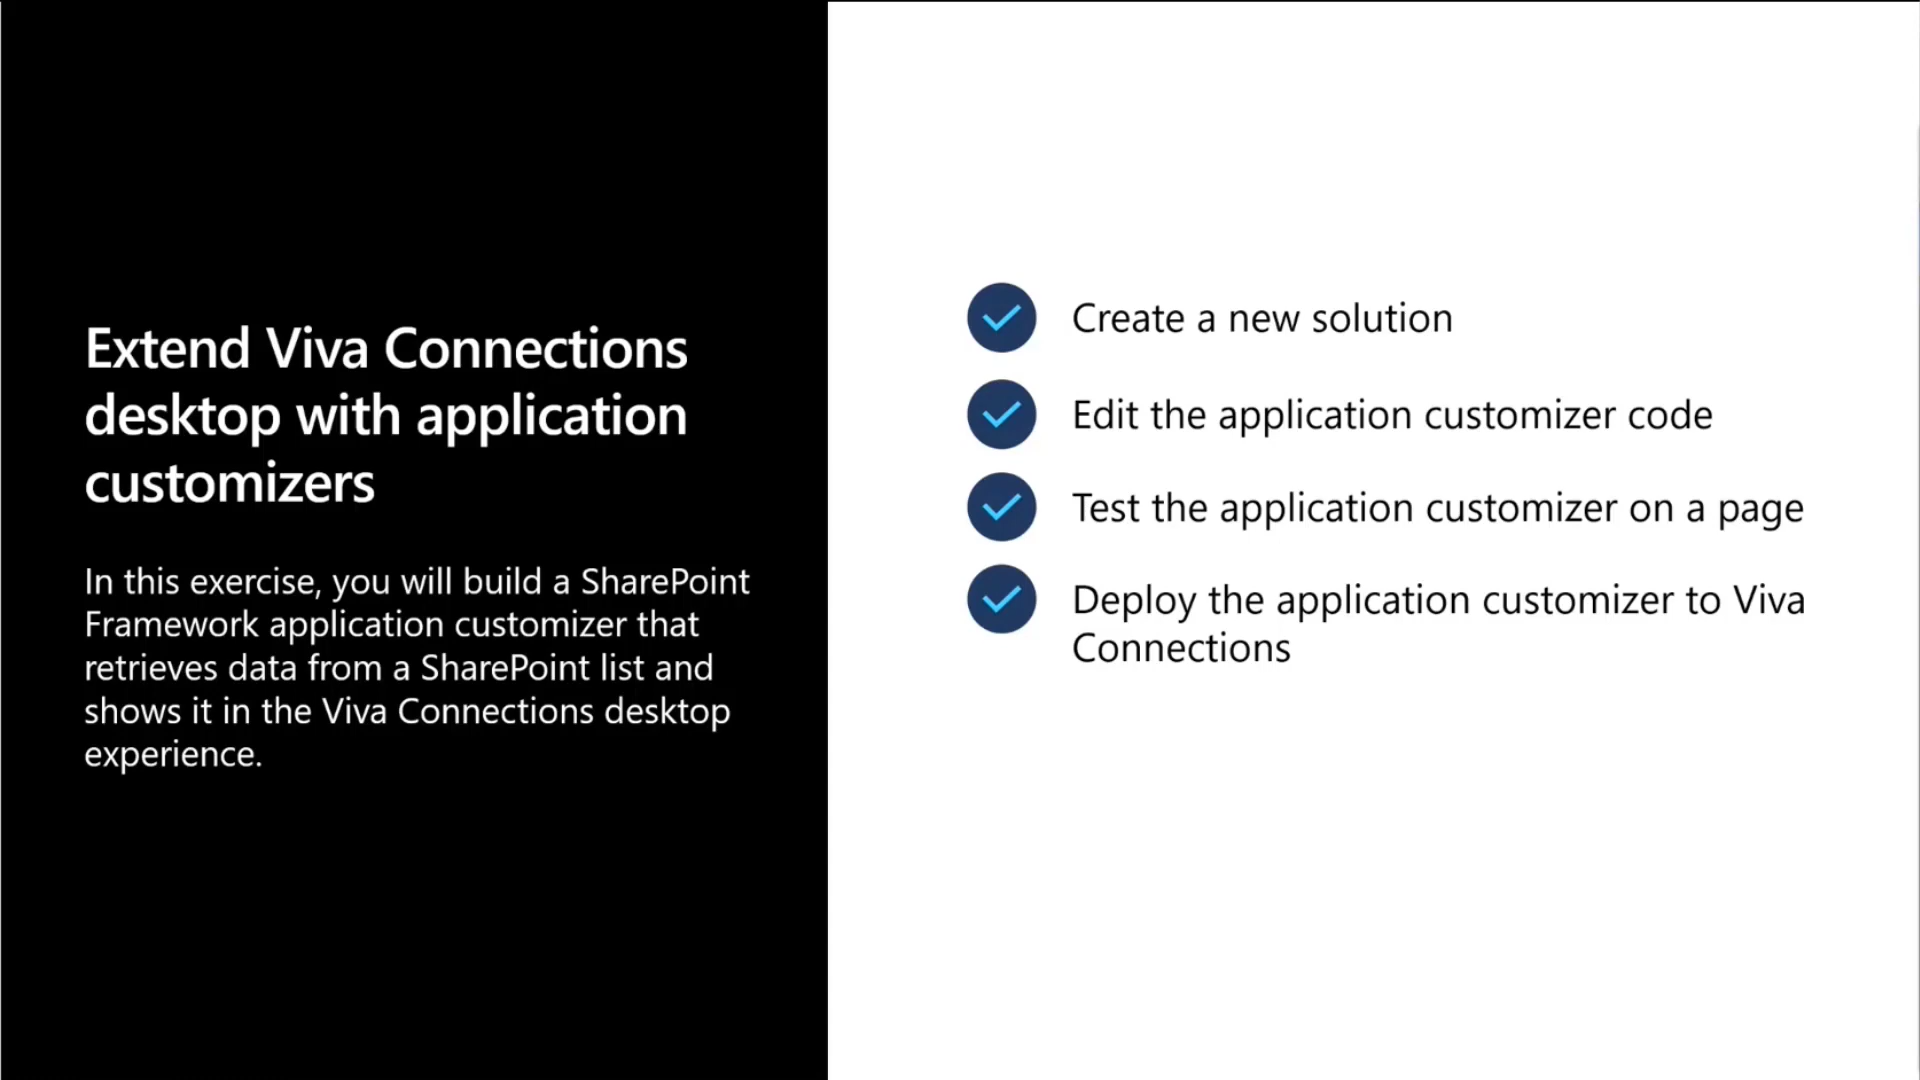 Extend Viva Connections
desktop with application
customizers
In this exercise, you will build a SharePoint
Framework application customizer that
retrieves data from a SharePoint list and
shows it in the Viva Connections desktop
experience.
Create a new solution
Edit the application customizer code
Test the application customizer on a page
Deploy the application customizer to Viva
Connections